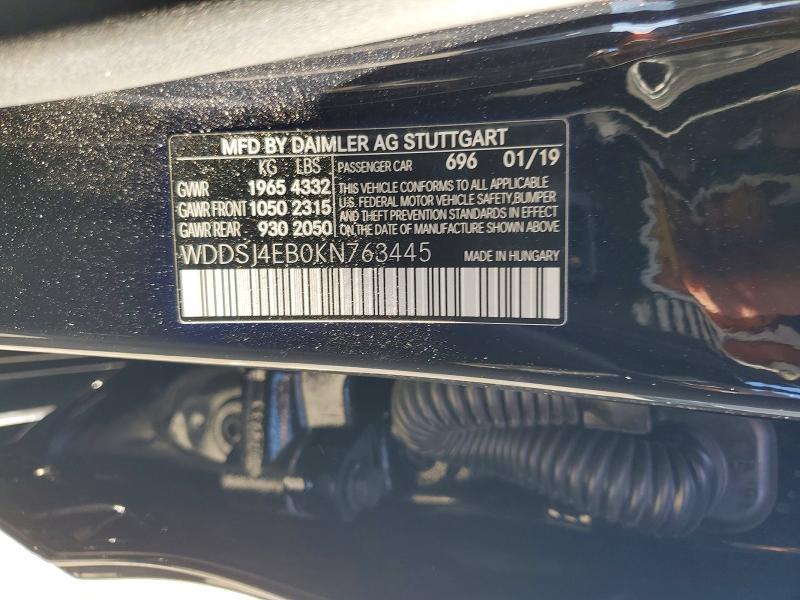 MFD BY DAIMLER AG STUTTGART
KG LBS PASSENGER CAR 696 01/19
GVWR 1965 4332 THIS VEHICLE CONFORMS TO ALL APPLICABLE
GAWR FRONT 1050 2315 U.S. FEDERAL MOTOR VEHICLE SAFETY,BUMPER
AND THEFT PREVENTION STANDARDS IN EFFECT
GAWR REAR 930 2050 ON THE DATE OF MANUFACTURE SHOWN ABOVE
WDDSJ4EB0KN763445 MADE IN HUNGARY